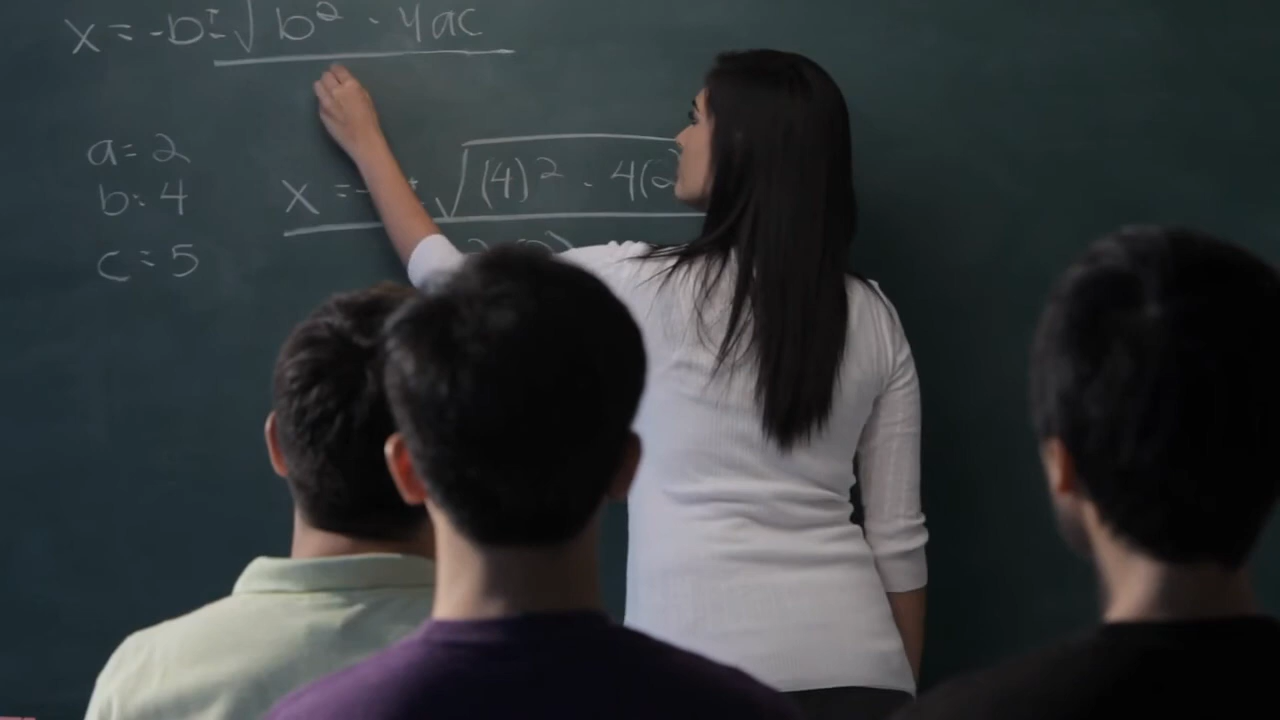 x = -b ± √b² - 4ac
a = 2
b = 4
c = 5
x = - ± √(4)² - 4(2